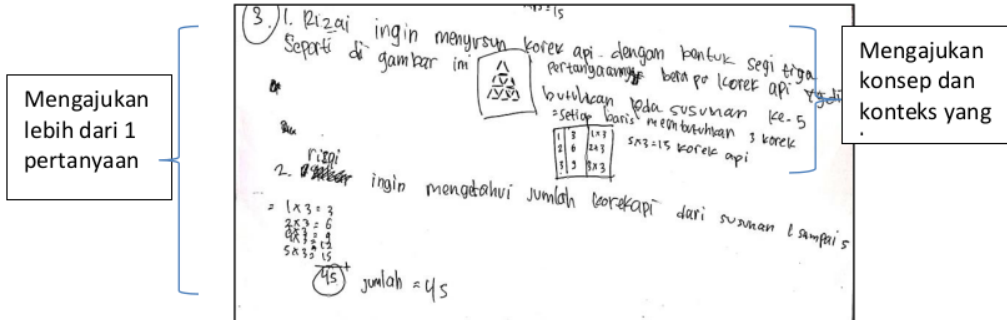 Mengajukan
lebih dari 1
pertanyaan
3. 1. Rizqi ingin menyusun korek api dengan bentuk segi tiga
Seperti di gambar ini
pertanyaannya berapa korek api yg di
butuhkan pada susunan ke-5
=Setiap baris membutuhkan 3 korek
1 3 1x3
2 6 2x3
3 9 3x3
5x3=15 korek api
2. rizqi ingin mengetahui jumlah korekapi dari susunan 1 sampai 5
= 1x3=3
2x3=6
3x3=9
4x3=12
5x3=15
45 +
jumlah = 45
Mengajukan
konsep dan
konteks yang